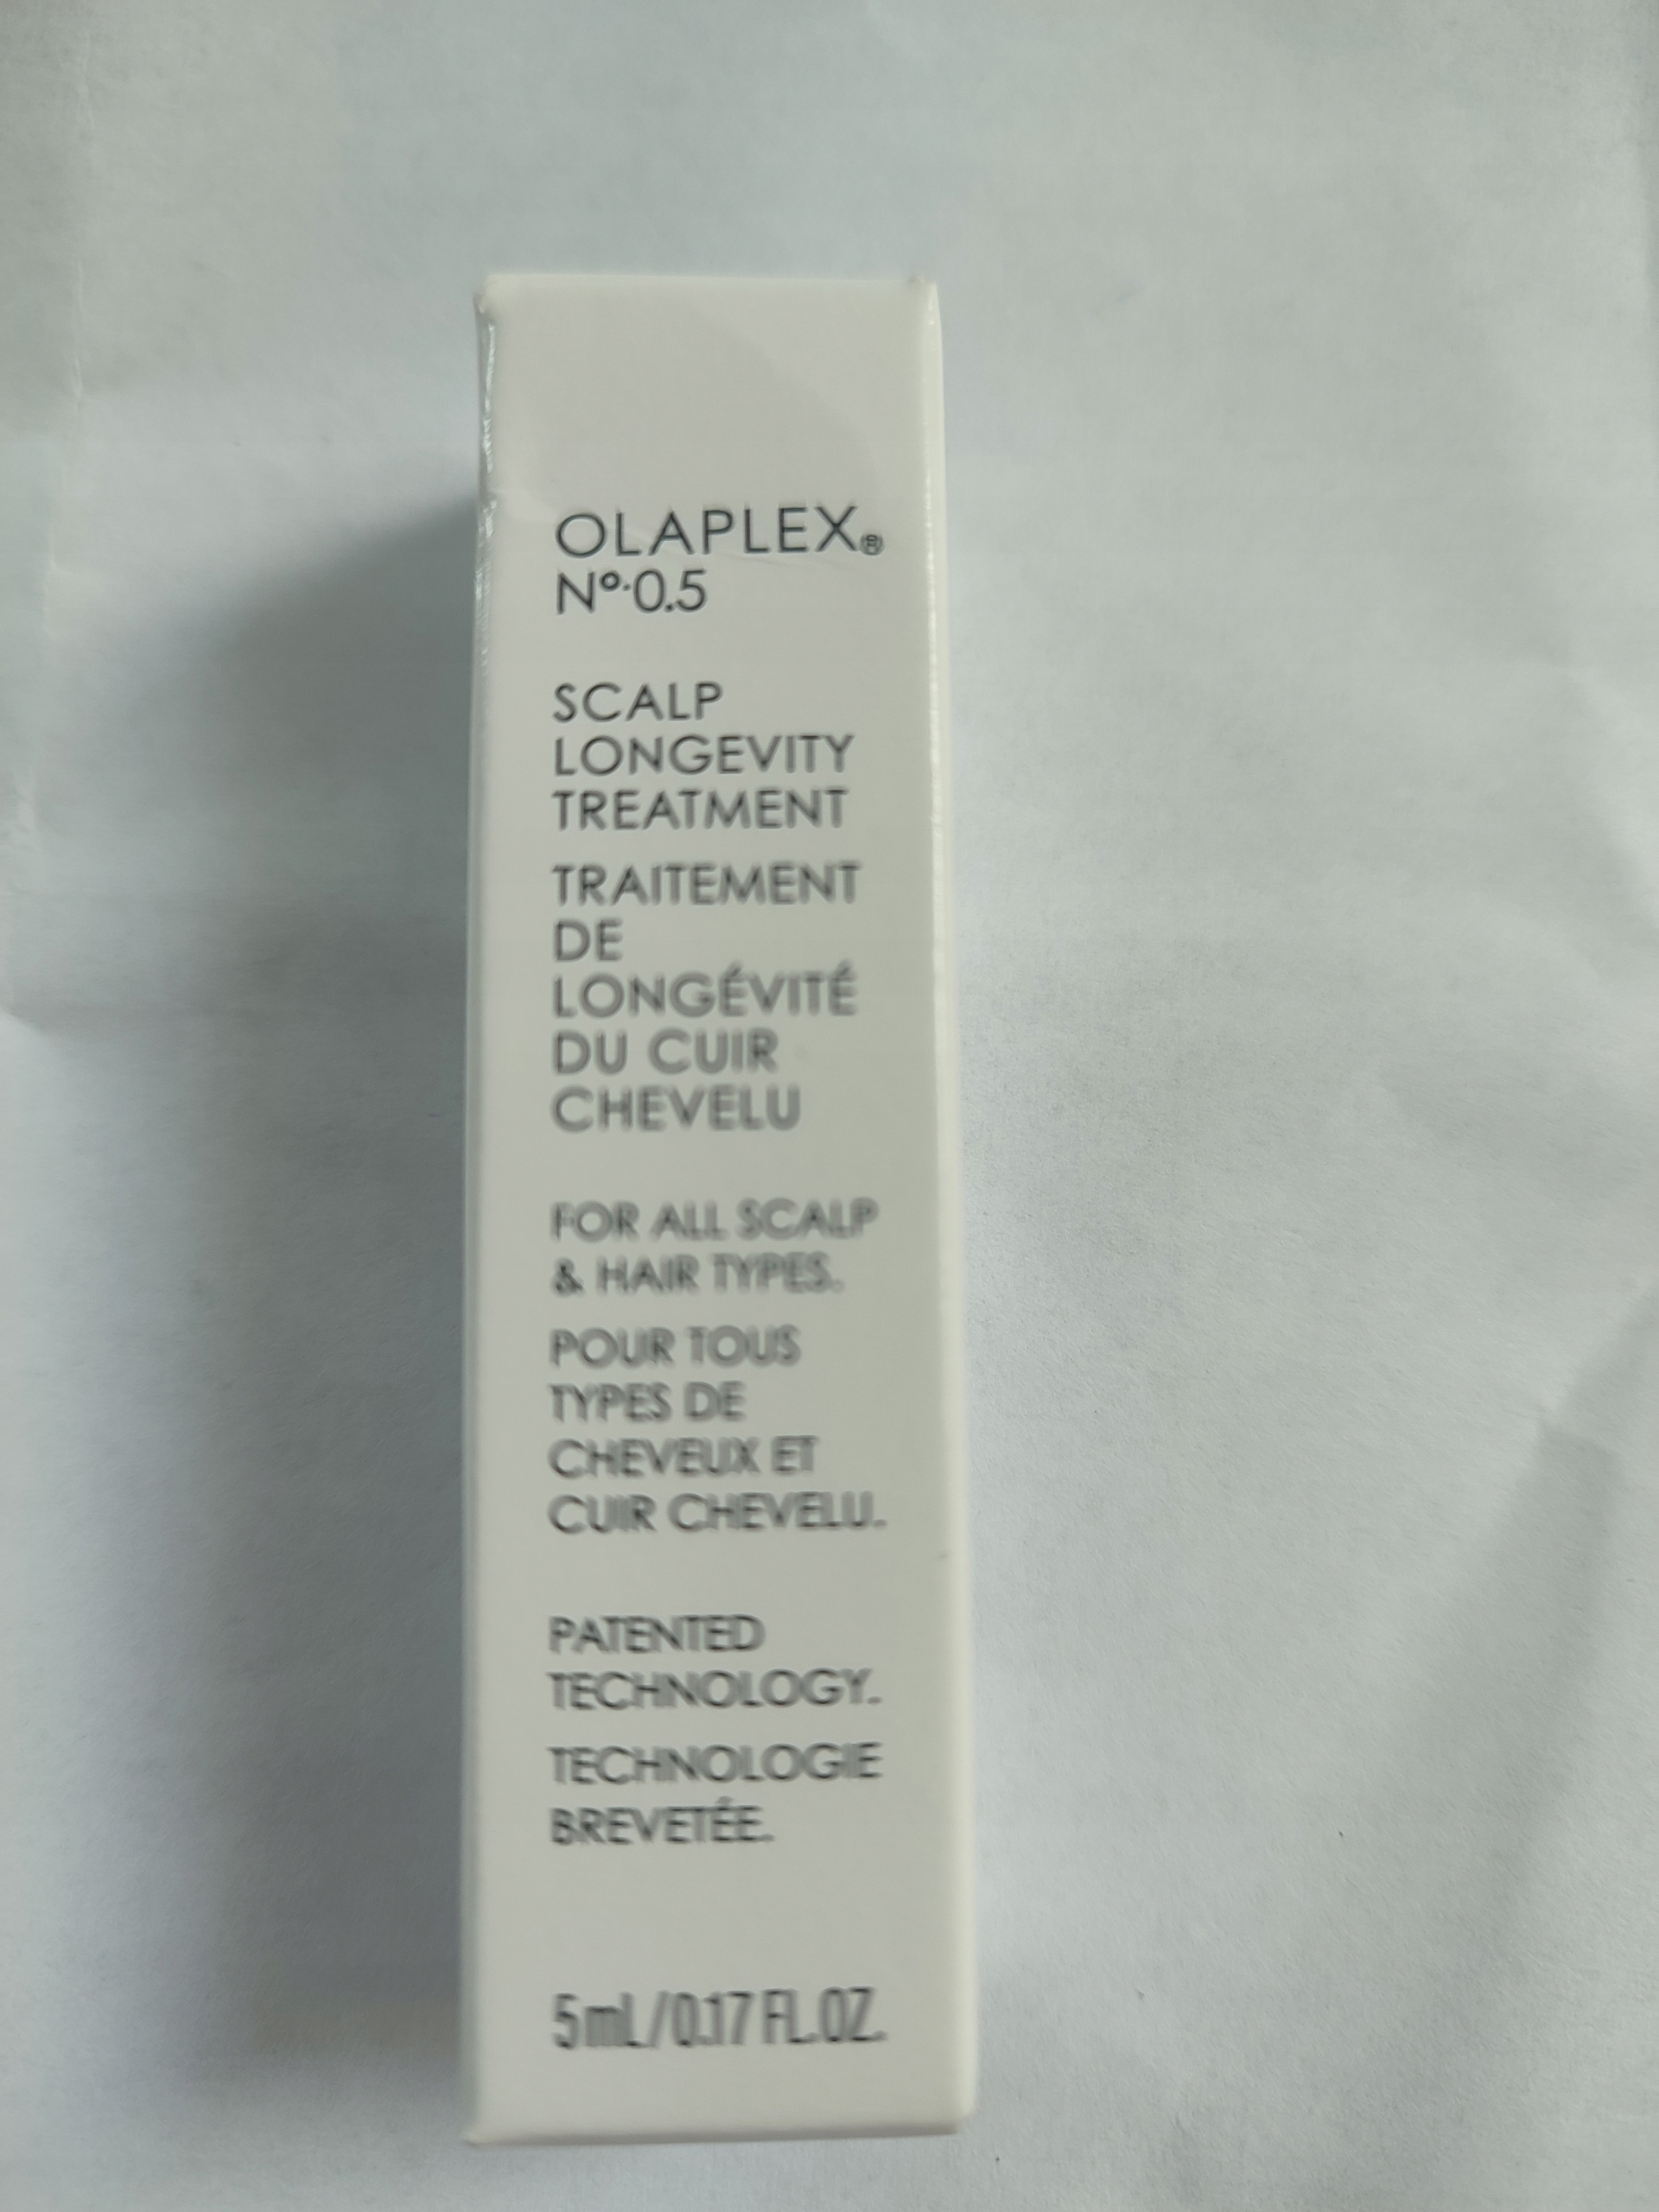 OLAPLEX®
Nº.0.5
SCALP
LONGEVITY
TREATMENT
TRAITEMENT
DE
LONGÉVITÉ
DU CUIR
CHEVELU
FOR ALL SCALP
& HAIR TYPES.
POUR TOUS
TYPES DE
CHEVEUX ET
CUIR CHEVELU.
PATENTED
TECHNOLOGY.
TECHNOLOGIE
BREVETÉE.
5mL/0.17 FL.OZ.